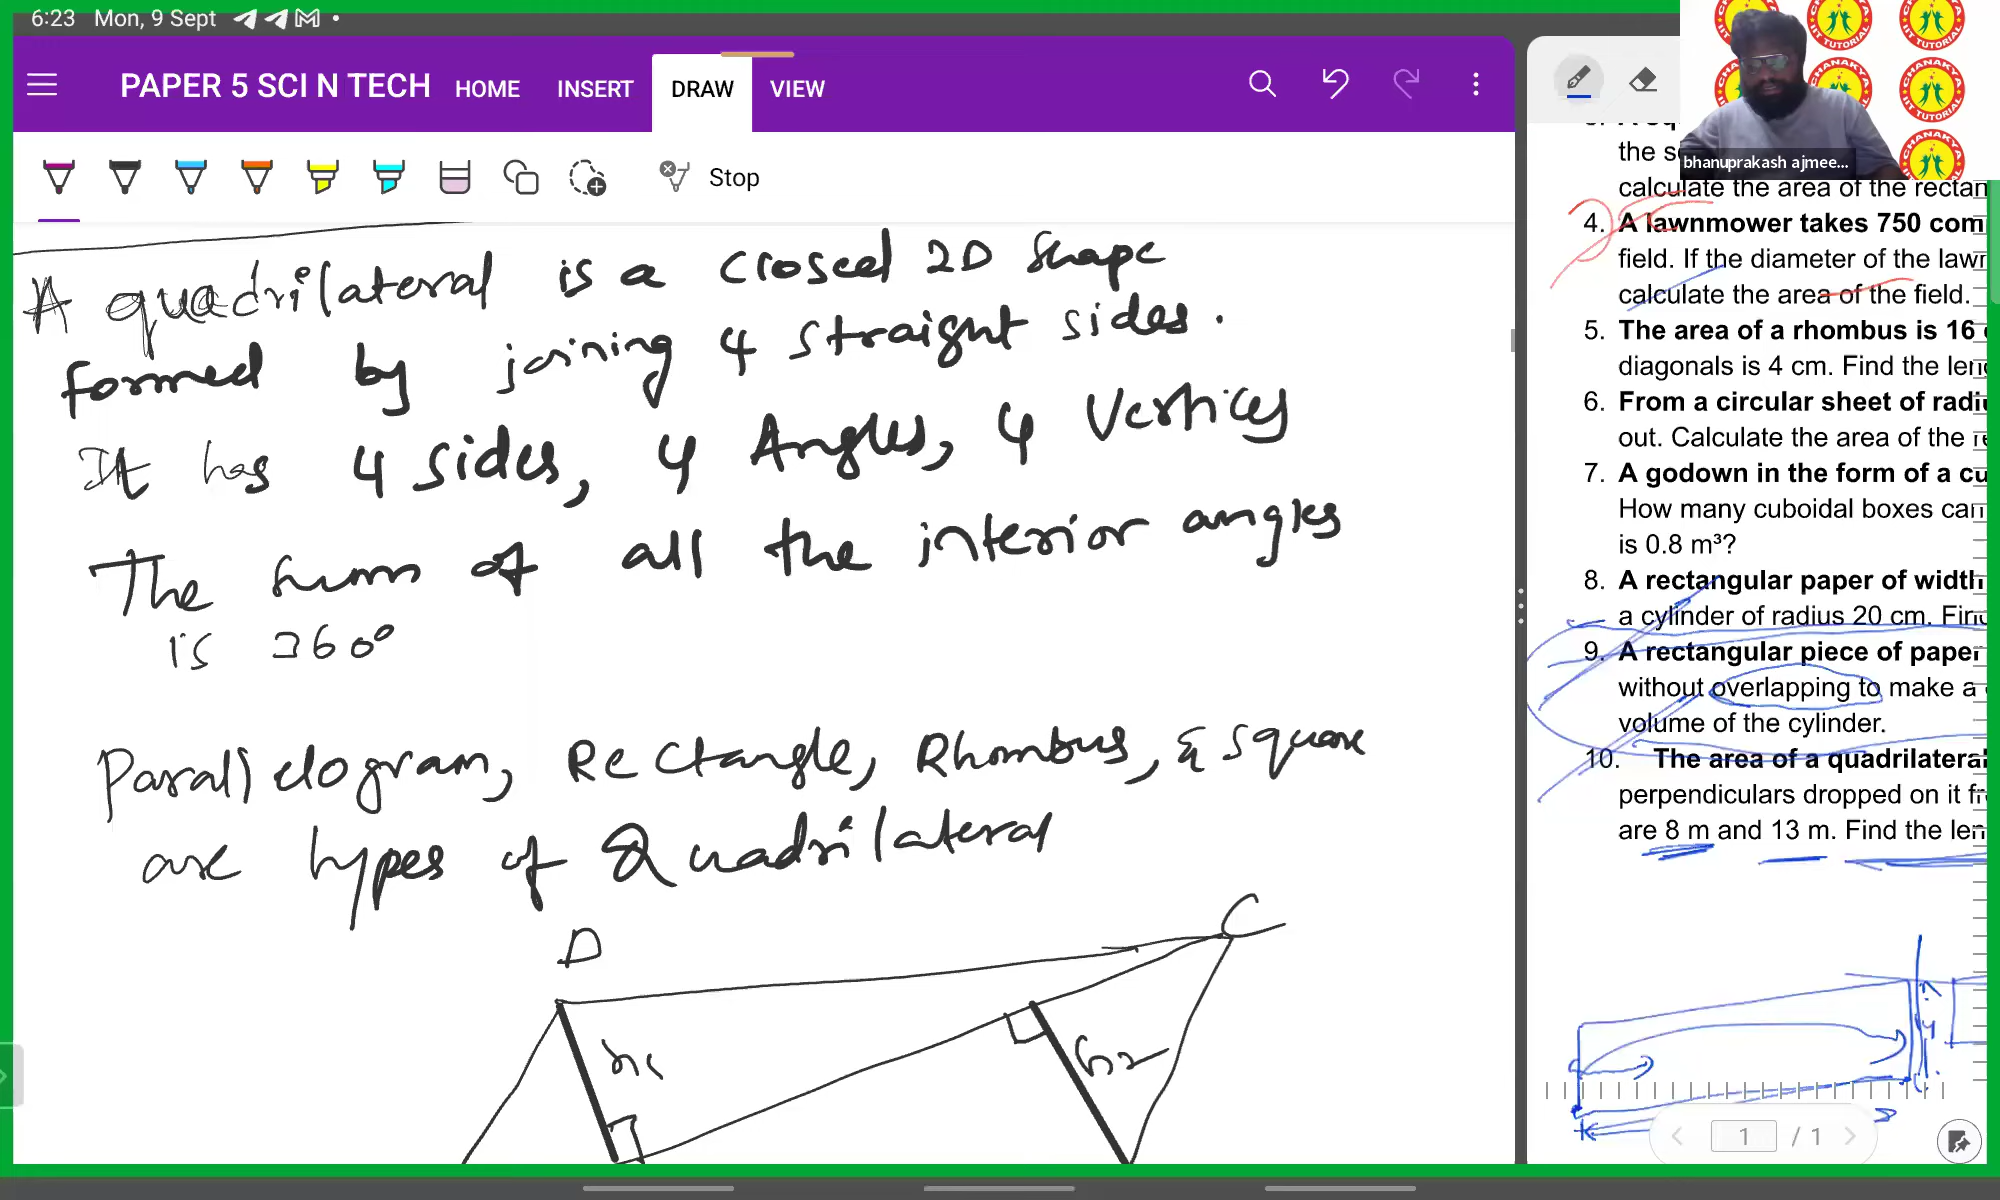 6:23 Mon, 9 Sept
PAPER 5 SCI N TECH HOME INSERT DRAW VIEW
Stop
A quadrilateral is a closed 2D shape
formed by joining 4 straight sides.
It has 4 sides, 4 Angles, 4 Vertices
The sum of all the interior angles
is 360°
Parallelogram, Rectangle, Rhombus, & square
are types of Quadrilateral
D
C
h1
h2
bhanuprakash ajmee...
CHANAKYA
IIT TUTORIAL
the
calculate the area of the rectan
4. A lawnmower takes 750 com
field. If the diameter of the lawn
calculate the area of the field.
5. The area of a rhombus is 16
diagonals is 4 cm. Find the len
6. From a circular sheet of radiu
out. Calculate the area of the
7. A godown in the form of a cu
How many cuboidal boxes can
is 0.8 m³?
8. A rectangular paper of width
a cylinder of radius 20 cm. Find
9. A rectangular piece of paper
without overlapping to make a
volume of the cylinder.
10. The area of a quadrilateral
perpendiculars dropped on it fr
are 8 m and 13 m. Find the len
1 / 1